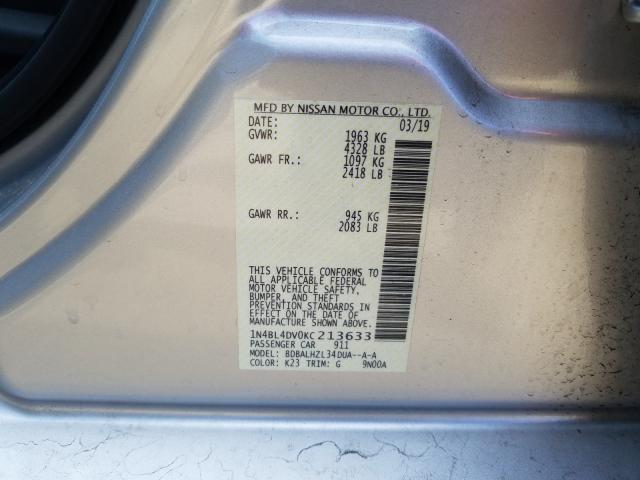 MFD BY NISSAN MOTOR CO., LTD.
DATE: 03/19
GVWR: 1963 KG
4328 LB
GAWR FR: 1097 KG
2418 LB
GAWR RR: 945 KG
2083 LB
THIS VEHICLE CONFORMS TO
ALL APPLICABLE FEDERAL
MOTOR VEHICLE SAFETY,
BUMPER, AND THEFT
PREVENTION STANDARDS IN
EFFECT ON THE DATE OF
MANUFACTURE SHOWN ABOVE.
1N4BL4DV0KC213633
PASSENGER CAR 911
MODEL: BDBALHZL34DUA--A-A
COLOR: K23 TRIM: G 9N00A